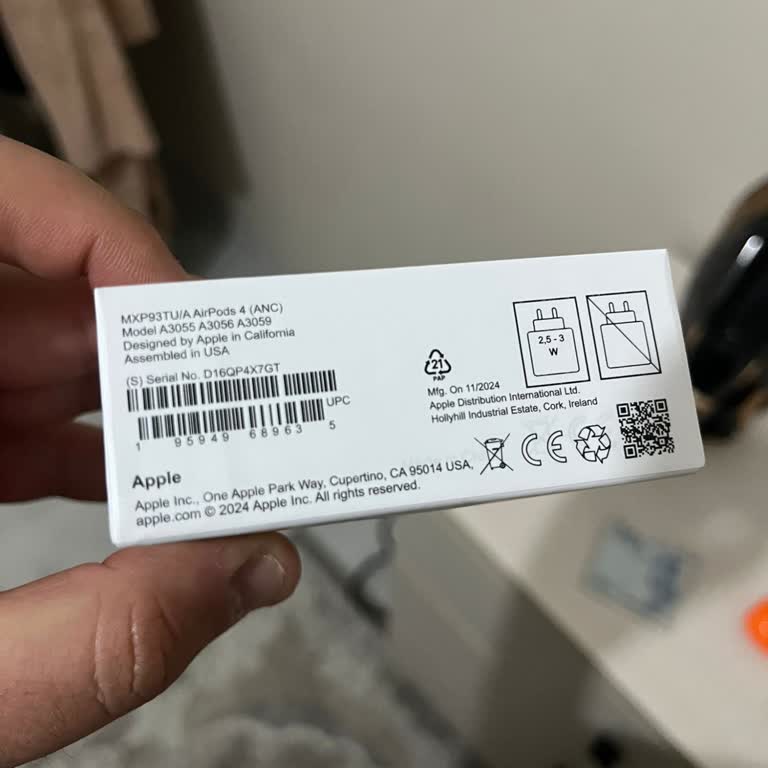 MXP93TU/A AirPods 4 (ANC)
Model A3055 A3056 A3059
Designed by Apple in California
Assembled in USA
(S) Serial No. D16QP4X7GT
UPC
1 95949 68963 5
Apple
Apple Inc., One Apple Park Way, Cupertino, CA 95014 USA,
apple.com © 2024 Apple Inc. All rights reserved.
21
PAP
Mfg. On 11/2024
Apple Distribution International Ltd.
Hollyhill Industrial Estate, Cork, Ireland
2,5 - 3
W
CE